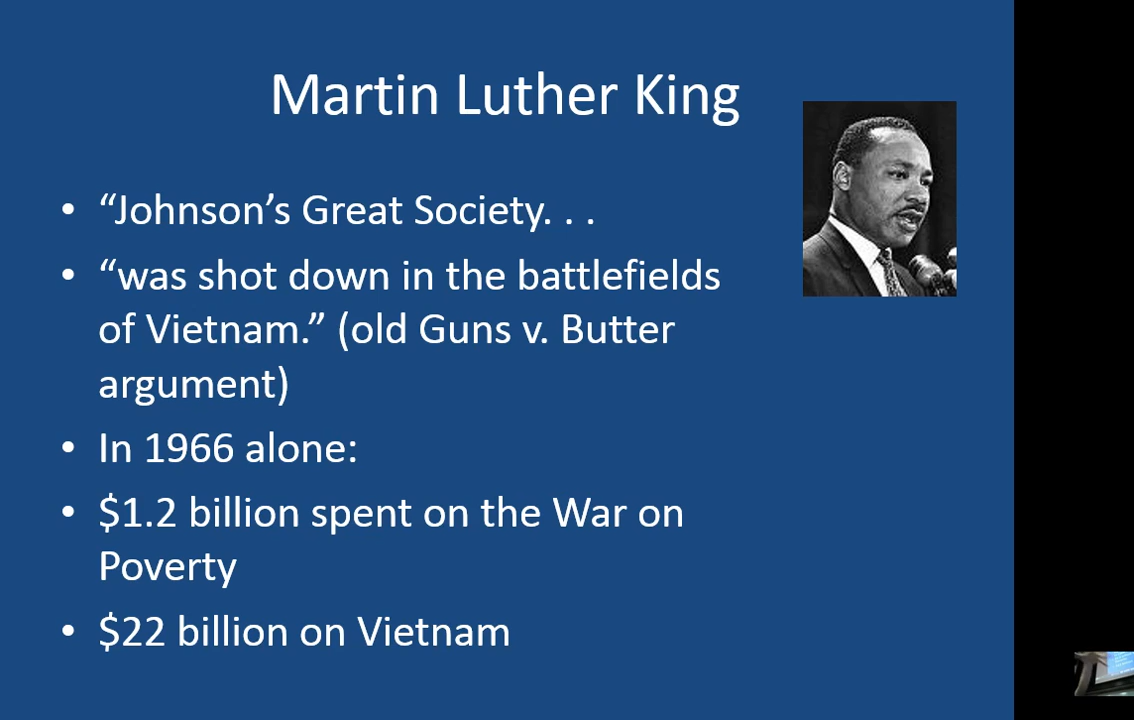 Martin Luther King
• “Johnson’s Great Society. . .
• “was shot down in the battlefields
of Vietnam.” (old Guns v. Butter
argument)
• In 1966 alone:
• $1.2 billion spent on the War on
Poverty
• $22 billion on Vietnam